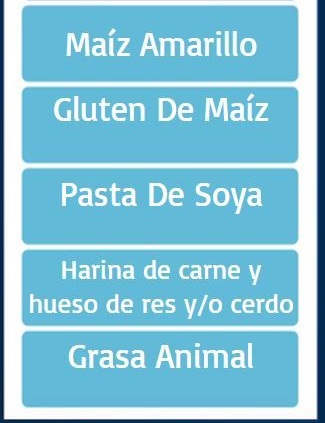 Maíz Amarillo
Gluten De Maíz
Pasta De Soya
Harina de carne y
hueso de res y/o cerdo
Grasa Animal